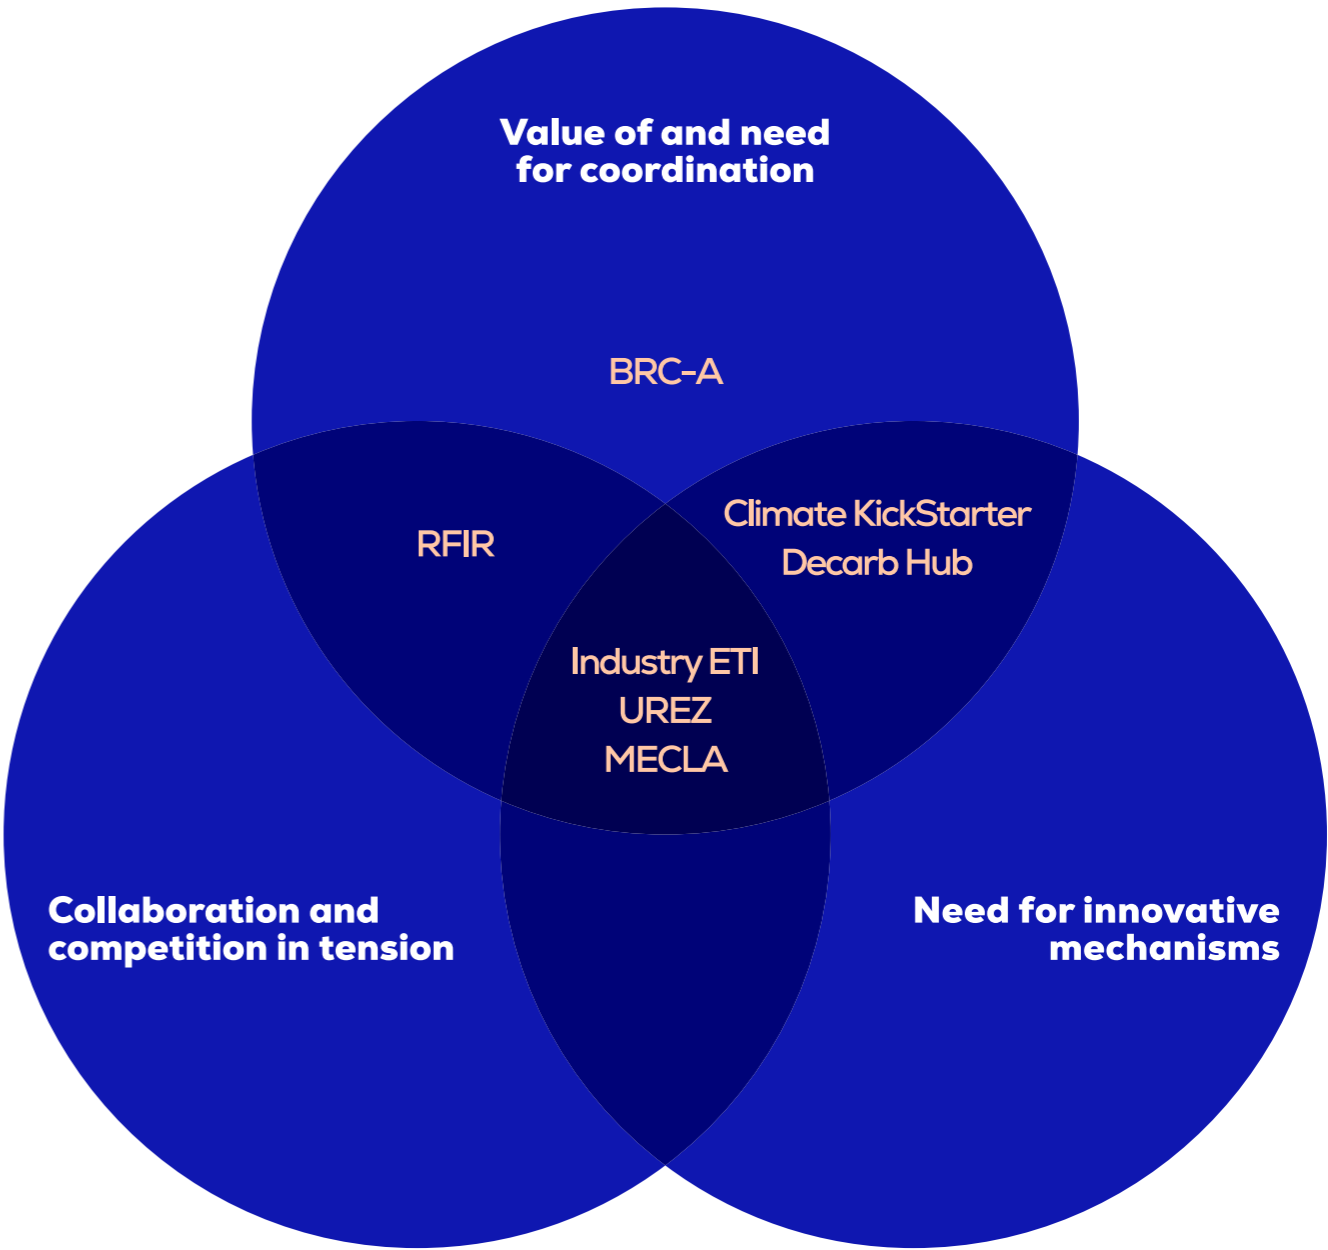 Value of and need
for coordination
BRC-A
RFIR
Climate KickStarter
Decarb Hub
Industry ETI
UREZ
MECLA
Collaboration and
competition in tension
Need for innovative
mechanisms